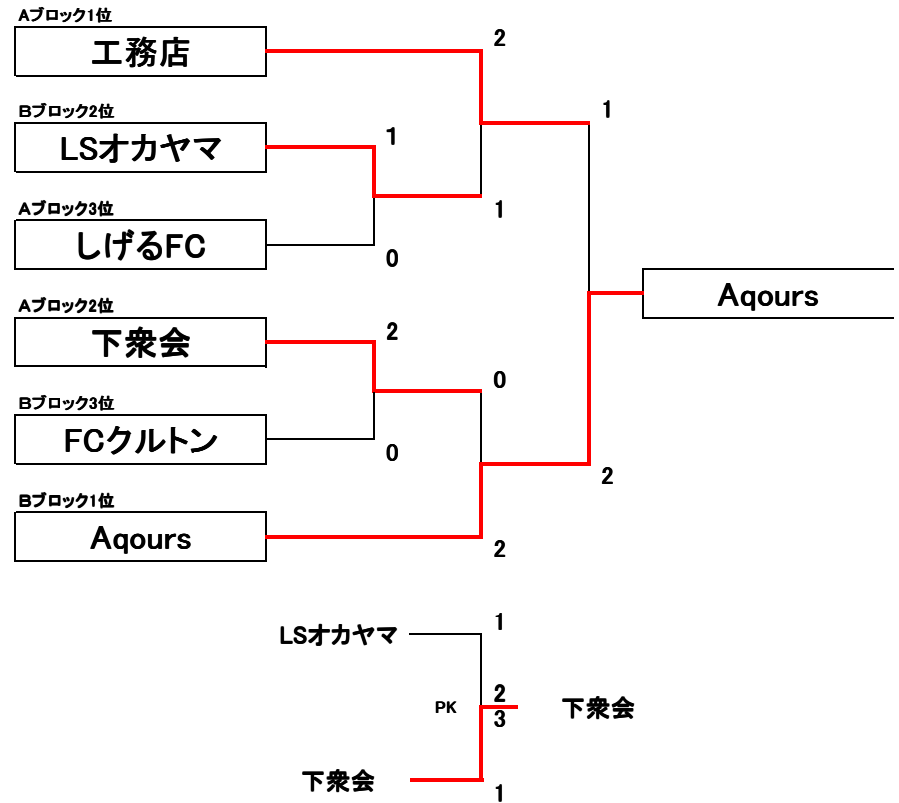 Aブロック1位
工務店
2
1
Bブロック2位
LSオカヤマ
1
1
Aブロック3位
しげるFC
0
Aブロック2位
下衆会
2
0
Aqours
Bブロック3位
FCクルトン
0
2
Bブロック1位
Aqours
2
LSオカヤマ
1
PK
2
3
下衆会
下衆会
1